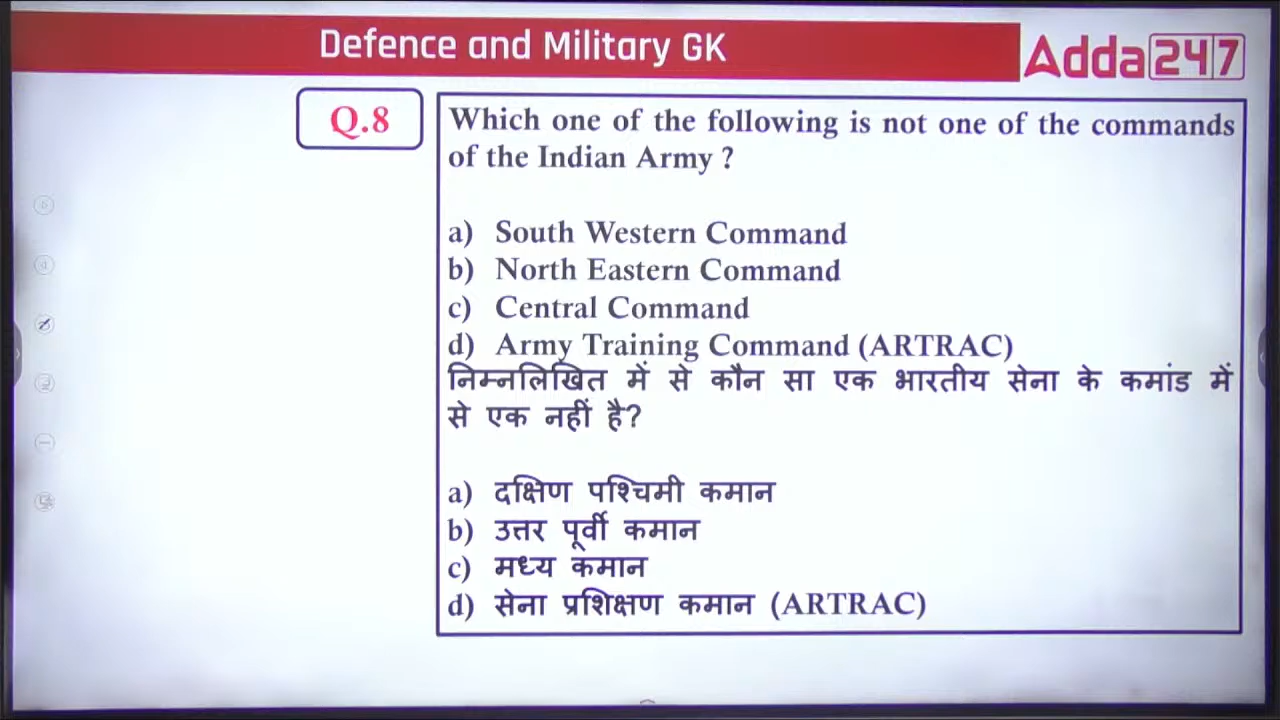 Defence and Military GK
Adda247
Q.8
Which one of the following is not one of the commands
of the Indian Army ?
a) South Western Command
b) North Eastern Command
c) Central Command
d) Army Training Command (ARTRAC)
निम्नलिखित में से कौन सा एक भारतीय सेना के कमांड में
से एक नहीं है?
a) दक्षिण पश्चिमी कमान
b) उत्तर पूर्वी कमान
c) मध्य कमान
d) सेना प्रशिक्षण कमान (ARTRAC)